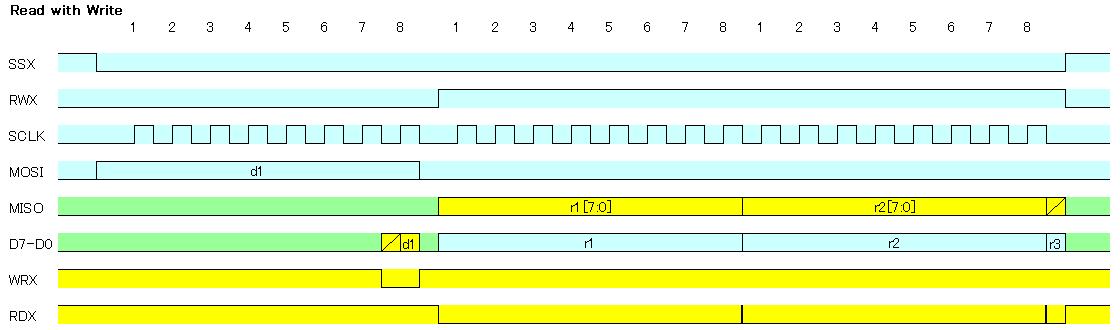 Read with Write
1 2 3 4 5 6 7 8 1 2 3 4 5 6 7 8 1 2 3 4 5 6 7 8
SSX
RWX
SCLK
MOSI d1
MISO r1[7:0] r2[7:0]
D7-D0 d1 r1 r2 r3
WRX
RDX